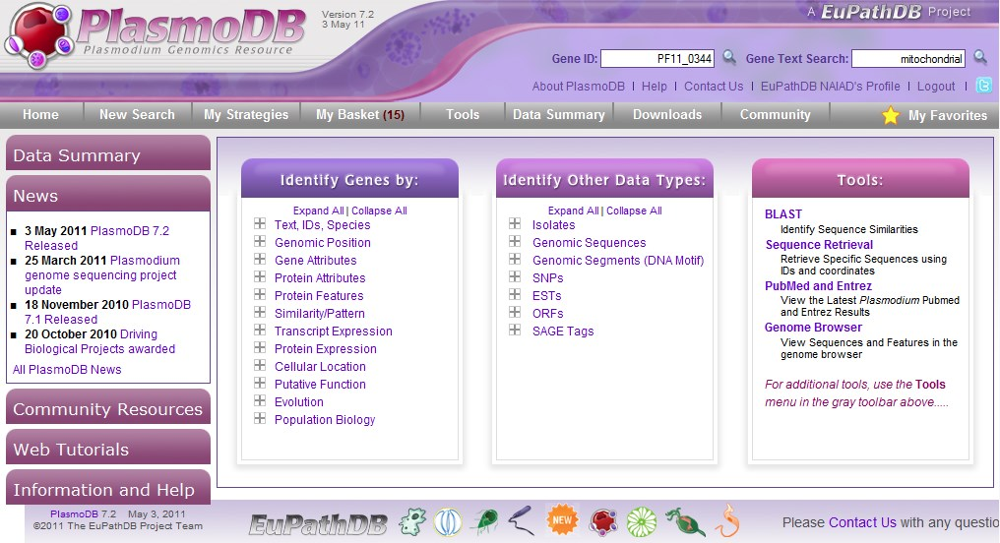 PlasmoDB
Plasmodium Genomics Resource
Version 7.2
3 May 11
A EuPathDB Project
Gene ID: PF11_0344 Gene Text Search: mitochondrial
About PlasmoDB | Help | Contact Us | EuPathDB NAIAD's Profile | Logout |
Home New Search My Strategies My Basket (15) Tools Data Summary Downloads Community My Favorites
Data Summary
News
3 May 2011 PlasmoDB 7.2
Released
25 March 2011 Plasmodium
genome sequencing project
update
18 November 2010 PlasmoDB
7.1 Released
20 October 2010 Driving
Biological Projects awarded
All PlasmoDB News
Community Resources
Web Tutorials
Information and Help
Identify Genes by:
Expand All | Collapse All
Text, IDs, Species
Genomic Position
Gene Attributes
Protein Attributes
Protein Features
Similarity/Pattern
Transcript Expression
Protein Expression
Cellular Location
Putative Function
Evolution
Population Biology
Identify Other Data Types:
Expand All | Collapse All
Isolates
Genomic Sequences
Genomic Segments (DNA Motif)
SNPs
ESTs
ORFs
SAGE Tags
Tools:
BLAST
Identify Sequence Similarities
Sequence Retrieval
Retrieve Specific Sequences using
IDs and coordinates
PubMed and Entrez
View the Latest Plasmodium Pubmed
and Entrez Results
Genome Browser
View Sequences and Features in the
genome browser
For additional tools, use the Tools
menu in the gray toolbar above.....
PlasmoDB 7.2 May 3, 2011
©2011 The EuPathDB Project Team
EuPathDB
NEW
Please Contact Us with any questio